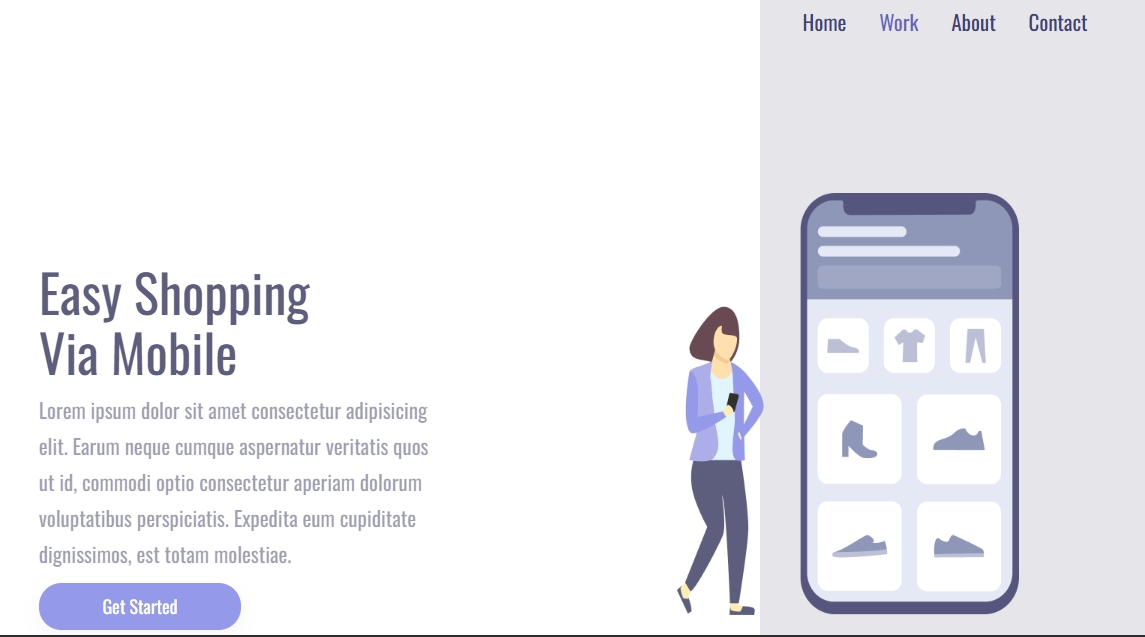 Home Work About Contact
Easy Shopping
Via Mobile
Lorem ipsum dolor sit amet consectetur adipisicing
elit. Earum neque cumque aspernatur veritatis quos
ut id, commodi optio consectetur aperiam dolorum
voluptatibus perspiciatis. Expedita eum cupiditate
dignissimos, est totam molestiae.
Get Started